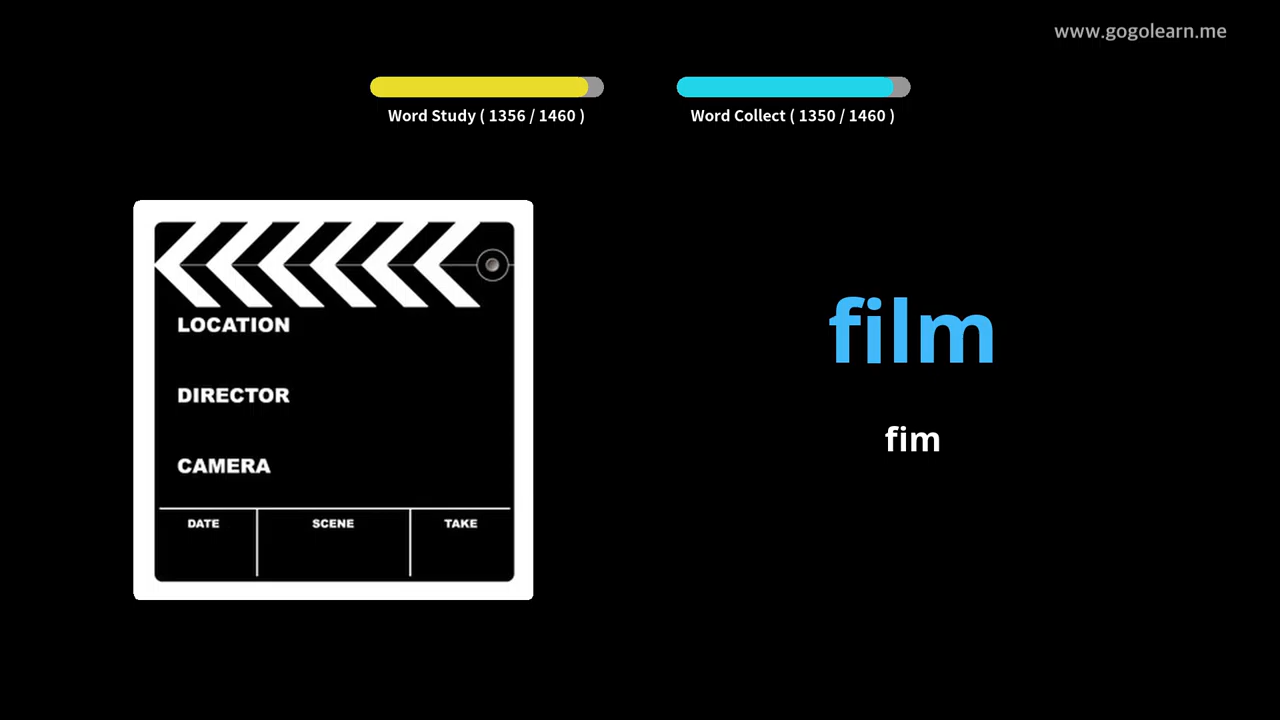 www.gogolearn.me
Word Study ( 1356 / 1460 )
Word Collect ( 1350 / 1460 )
LOCATION
DIRECTOR
CAMERA
DATE
SCENE
TAKE
film
fim